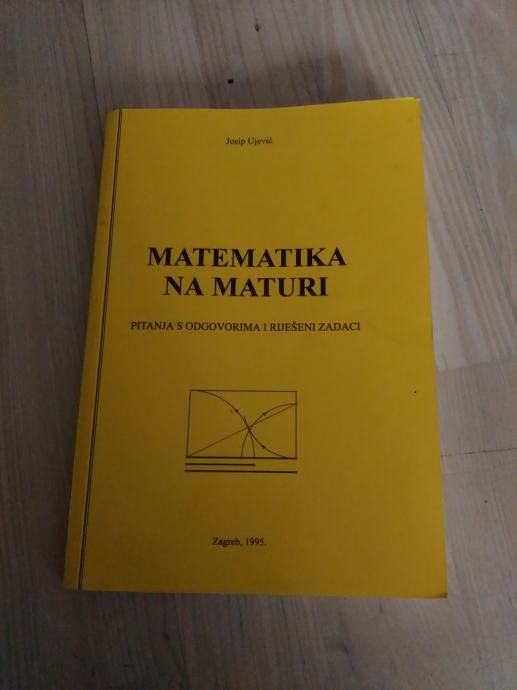 Josip Ujević
MATEMATIKA
NA MATURI
PITANJA S ODGOVORIMA I RIJEŠENI ZADACI
Zagreb, 1995.